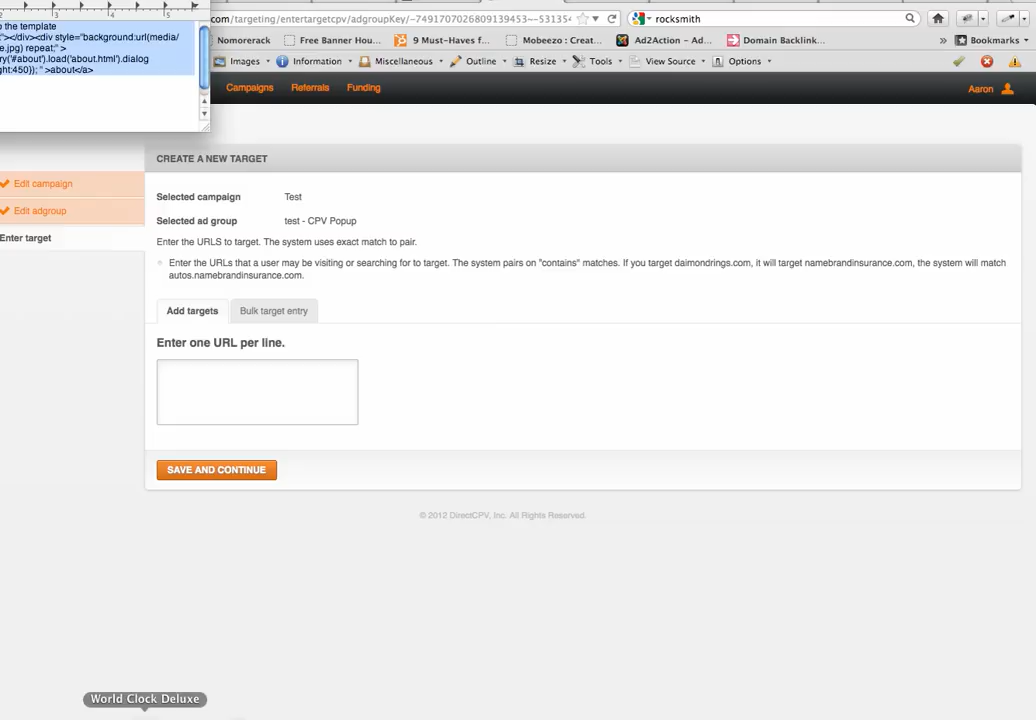 o the template
"></div><div style="background:url(media/
e.jpg) repeat;" >
ry('#about').load('about.html').dialog
ght:450}); " >about</a>
3 4 5
com/targeting/entertargetcpv/adgroupKey/-7491707026809139453~-53135
rocksmith
Nomorerack Free Banner Hou... 9 Must-Haves f... Mobeezo : Creat... Ad2Action - Ad... Domain Backlink... » Bookmarks
Images Information Miscellaneous Outline Resize Tools View Source Options
Campaigns Referrals Funding Aaron
CREATE A NEW TARGET
Edit campaign
Edit adgroup
Enter target
Selected campaign Test
Selected ad group test - CPV Popup
Enter the URLS to target. The system uses exact match to pair.
Enter the URLs that a user may be visiting or searching for to target. The system pairs on "contains" matches. If you target daimondrings.com, it will target namebrandinsurance.com, the system will match
autos.namebrandinsurance.com.
Add targets Bulk target entry
Enter one URL per line.
SAVE AND CONTINUE
© 2012 DirectCPV, Inc. All Rights Reserved.
World Clock Deluxe